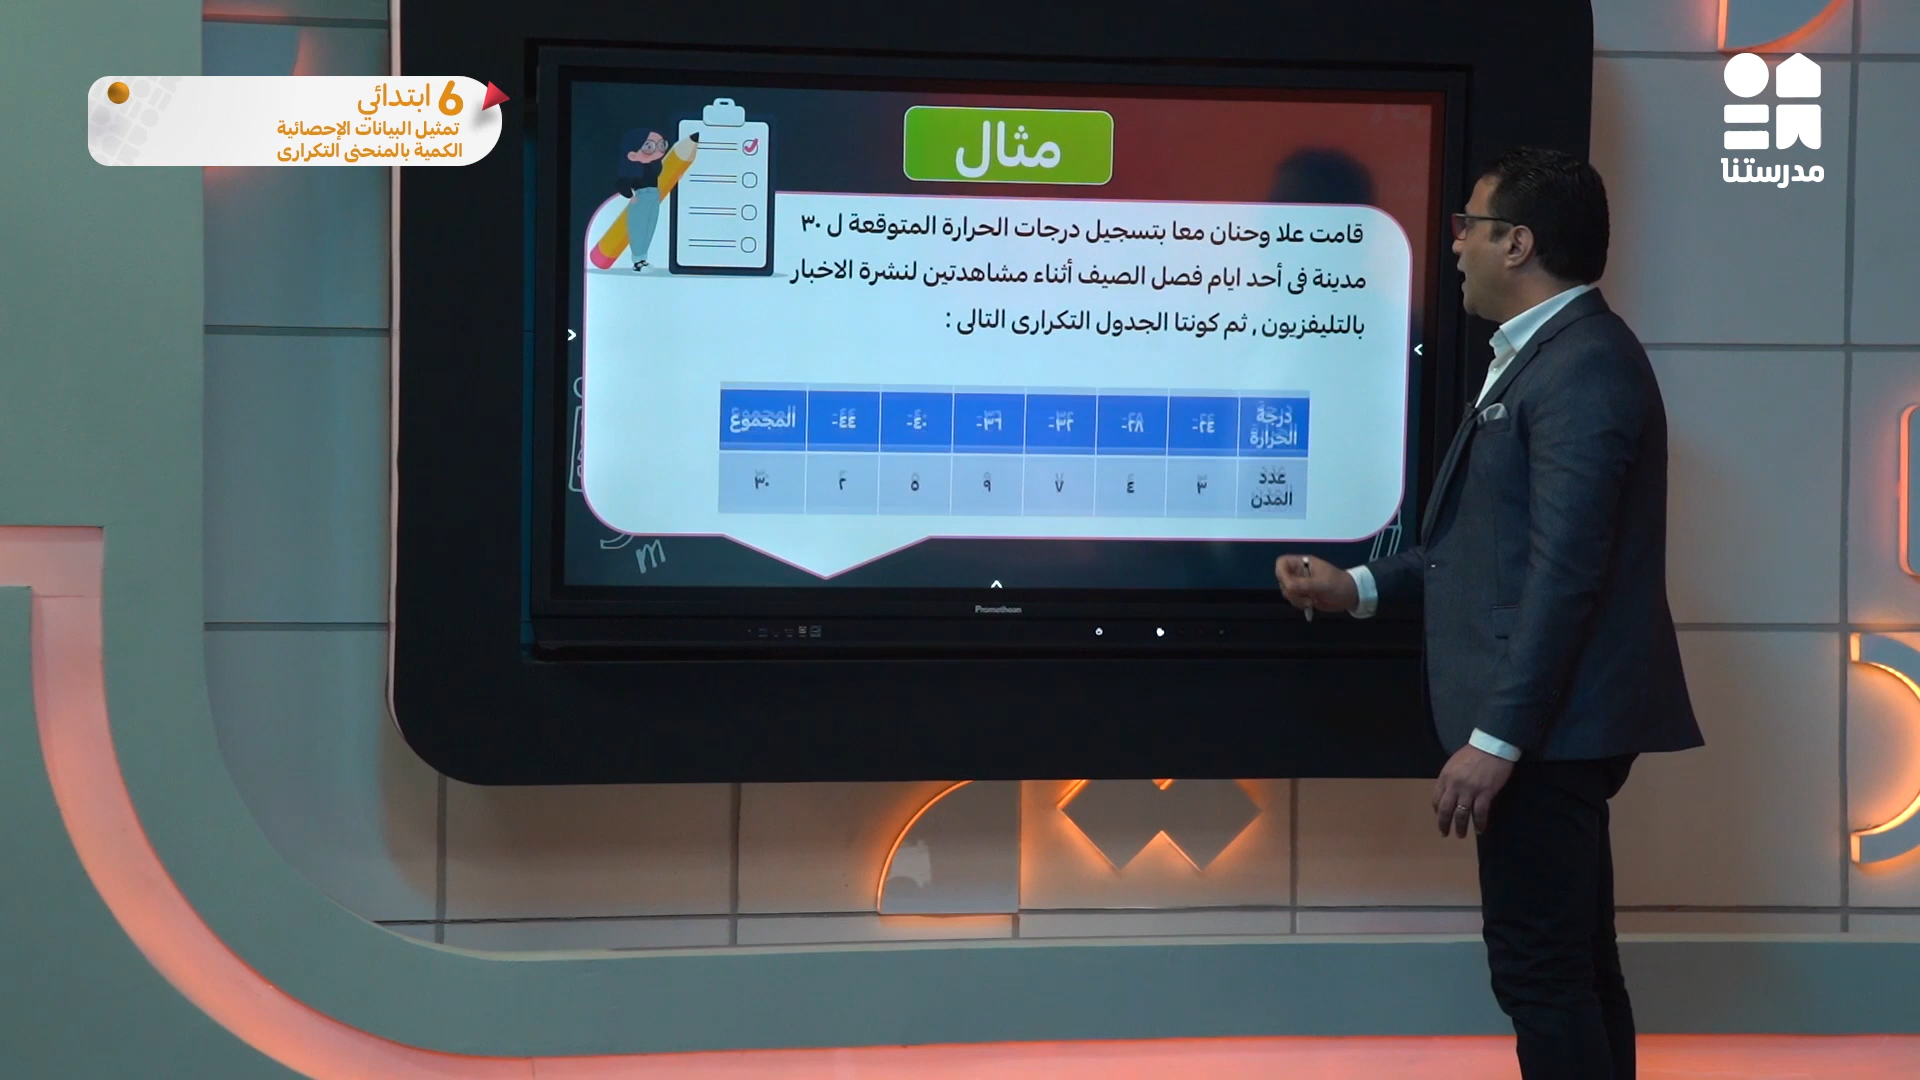 6 ابتدائي
تمثيل البيانات الإحصائية
الكمية بالمنحنى التكرارى
مدرستنا
مثال
قامت علا وحنان معا بتسجيل درجات الحرارة المتوقعة ل ٣٠
مدينة فى أحد ايام فصل الصيف أثناء مشاهدتين لنشرة الاخبار
بالتليفزيون , ثم كونتا الجدول التكرارى التالى :
درجة الحرارة ٢٤- ٢٨- ٣٢- ٣٦- ٤٠- ٤٤- المجموع
عدد المدن ٣ ٤ ٧ ٩ ٥ ٢ ٣٠
m
Promethean